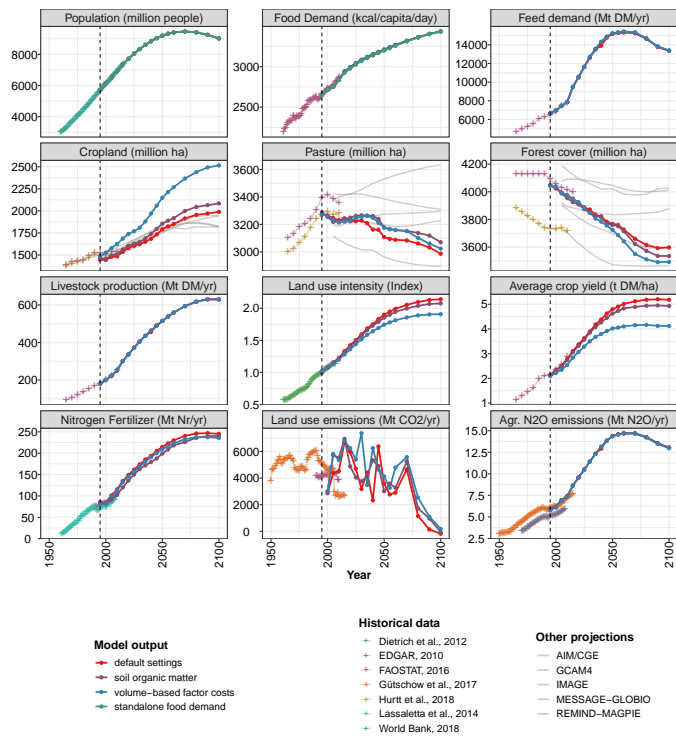 Population (million people)
Food Demand (kcal/capita/day)
Feed demand (Mt DM/yr)
8000
6000
4000
3000
2500
14000
12000
10000
8000
6000
Cropland (million ha)
Pasture (million ha)
Forest cover (million ha)
2500
2250
2000
1750
1500
3600
3400
3200
3000
4200
4000
3800
3600
Livestock production (Mt DM/yr)
Land use intensity (Index)
Average crop yield (t DM/ha)
600
400
200
2.0
1.5
1.0
0.5
5
4
3
2
1
Nitrogen Fertilizer (Mt Nr/yr)
Land use emissions (Mt CO2/yr)
Agr. N2O emissions (Mt N2O/yr)
250
200
150
100
50
0
6000
4000
2000
0
15.0
12.5
10.0
7.5
5.0
2.5
1950
2000
2050
2100
1950
2000
2050
2100
1950
2000
2050
2100
Year
Model output
default settings
soil organic matter
volume−based factor costs
standalone food demand
Historical data
Dietrich et al., 2012
EDGAR, 2010
FAOSTAT, 2016
Gütschow et al., 2017
Hurtt et al., 2018
Lassaletta et al., 2014
World Bank, 2018
Other projections
AIM/CGE
GCAM4
IMAGE
MESSAGE−GLOBIO
REMIND−MAGPIE